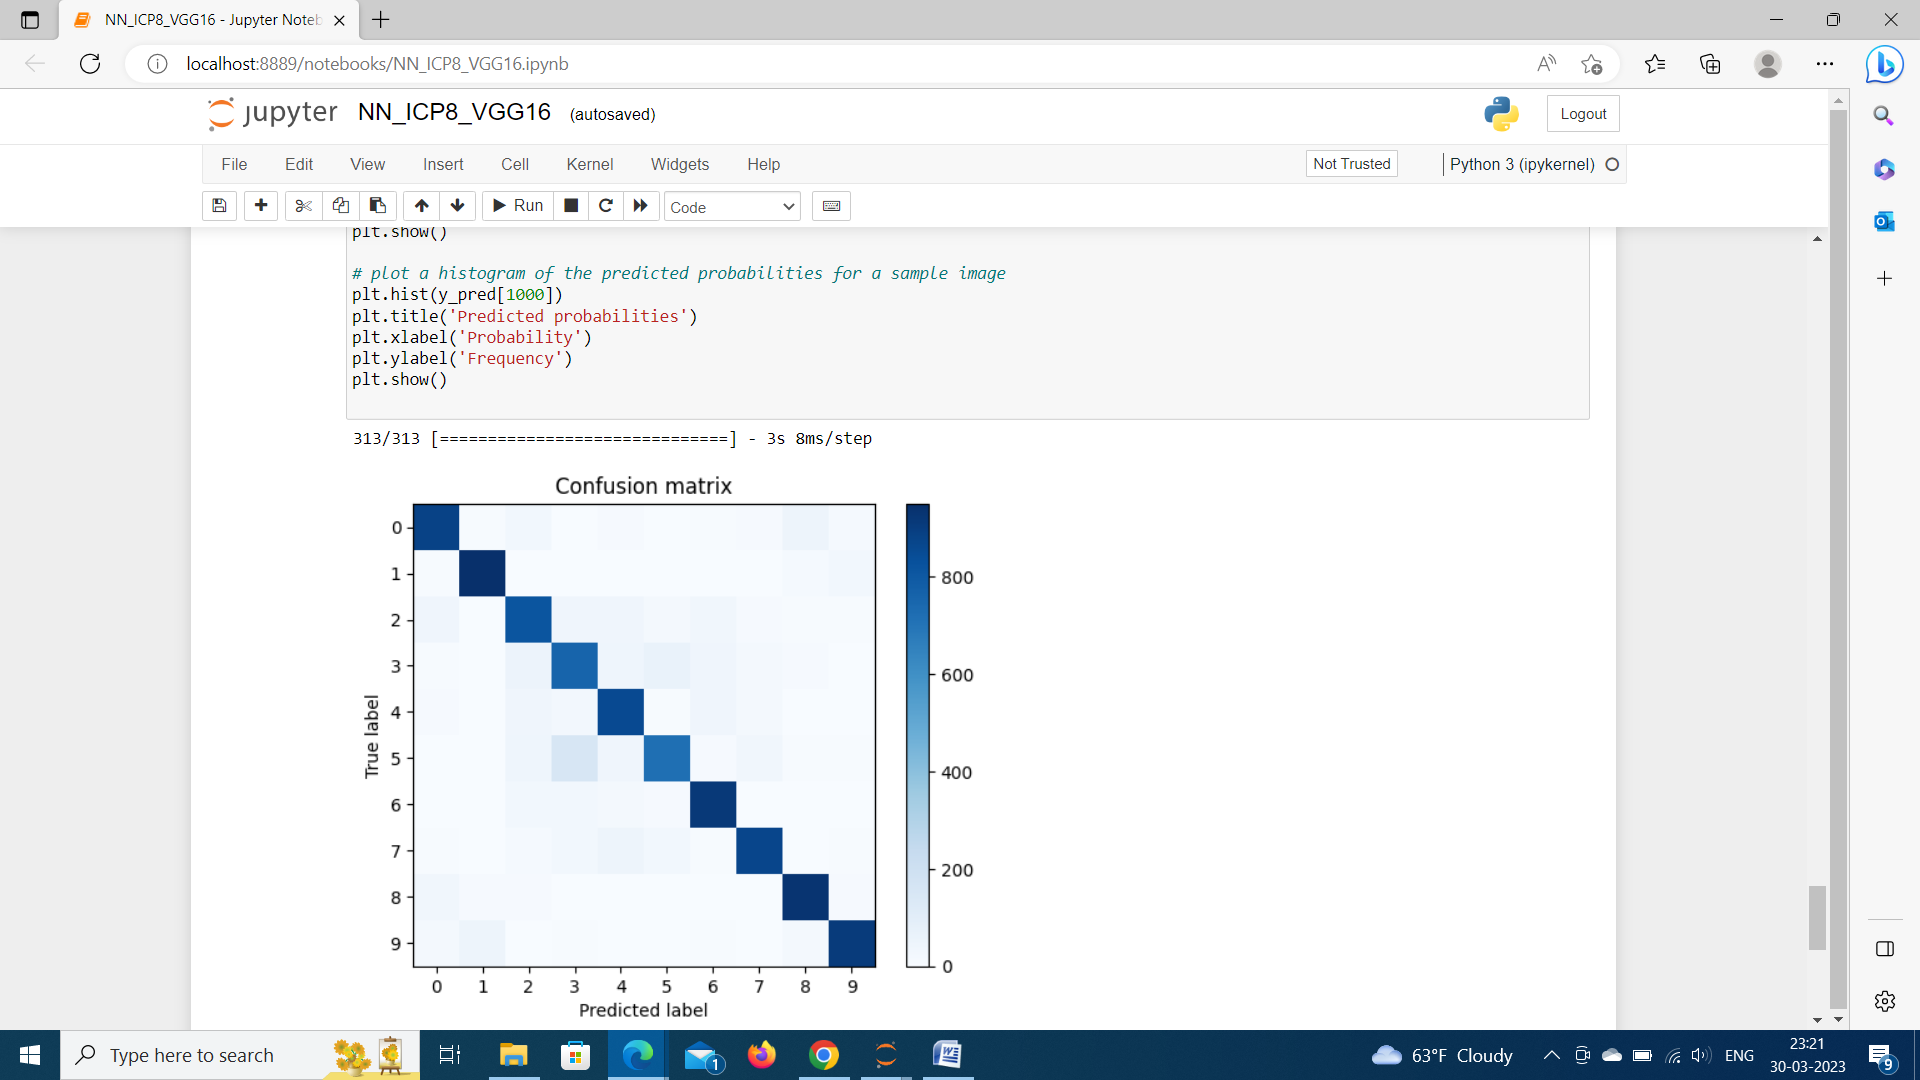 NN_ICP8_VGG16 - Jupyter Noteb
localhost:8889/notebooks/NN_ICP8_VGG16.ipynb
jupyter NN_ICP8_VGG16 (autosaved)
Logout
File Edit View Insert Cell Kernel Widgets Help
Not Trusted
Python 3 (ipykernel)
Run
Code
plt.show()
# plot a histogram of the predicted probabilities for a sample image
plt.hist(y_pred[1000])
plt.title('Predicted probabilities')
plt.xlabel('Probability')
plt.ylabel('Frequency')
plt.show()
313/313 [==============================] - 3s 8ms/step
Confusion matrix
True label
0
1
2
3
4
5
6
7
8
9
0 1 2 3 4 5 6 7 8 9
Predicted label
800
600
400
200
0
Type here to search
1
63°F Cloudy
ENG
23:21
30-03-2023
9